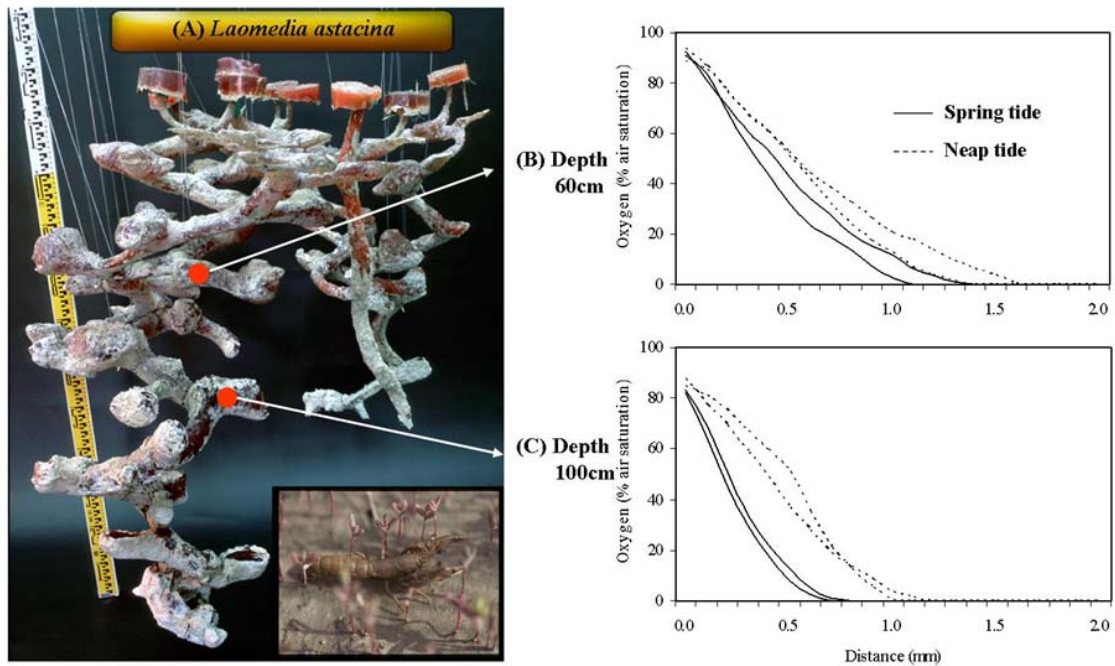 (A) Laomedia astacina
(B) Depth
60cm
Oxygen (% air saturation)
100
80
60
40
20
0
Spring tide
Neap tide
0.0
0.5
1.0
1.5
2.0
(C) Depth
100cm
Oxygen (% air saturation)
100
80
60
40
20
0
0.0
0.5
1.0
1.5
2.0
Distance (mm)